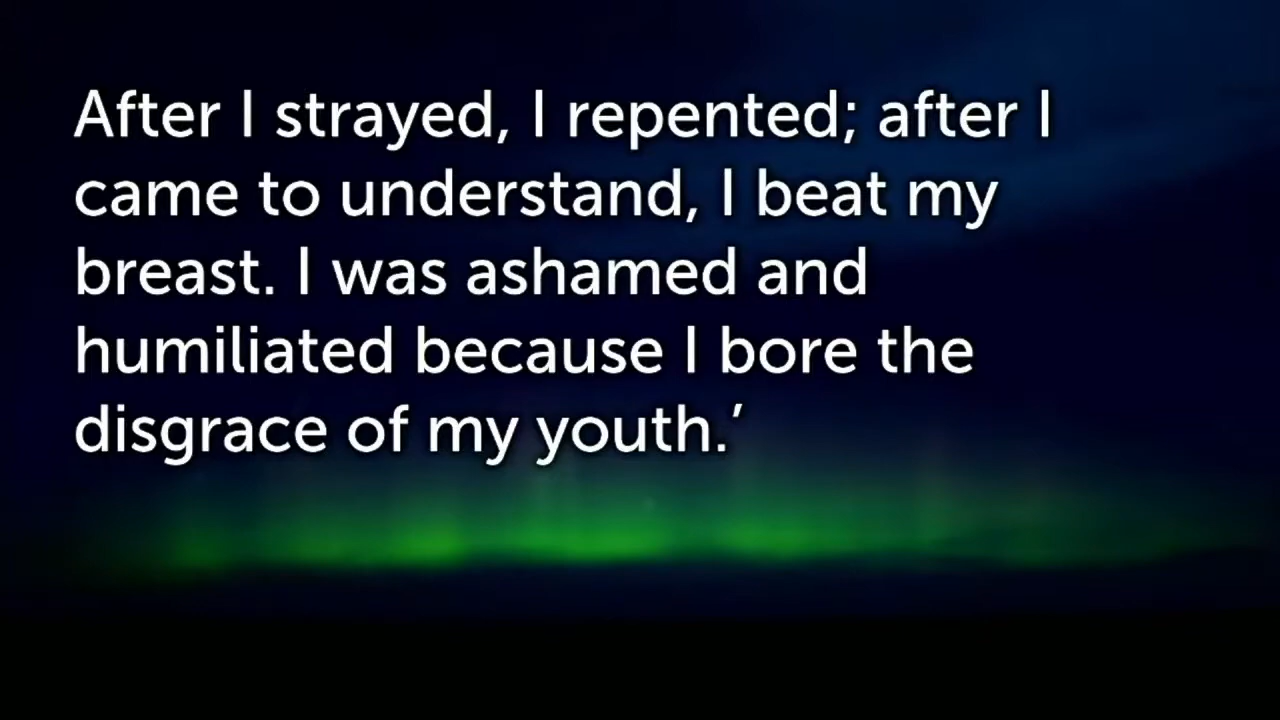 After I strayed, I repented; after I
came to understand, I beat my
breast. I was ashamed and
humiliated because I bore the
disgrace of my youth.’